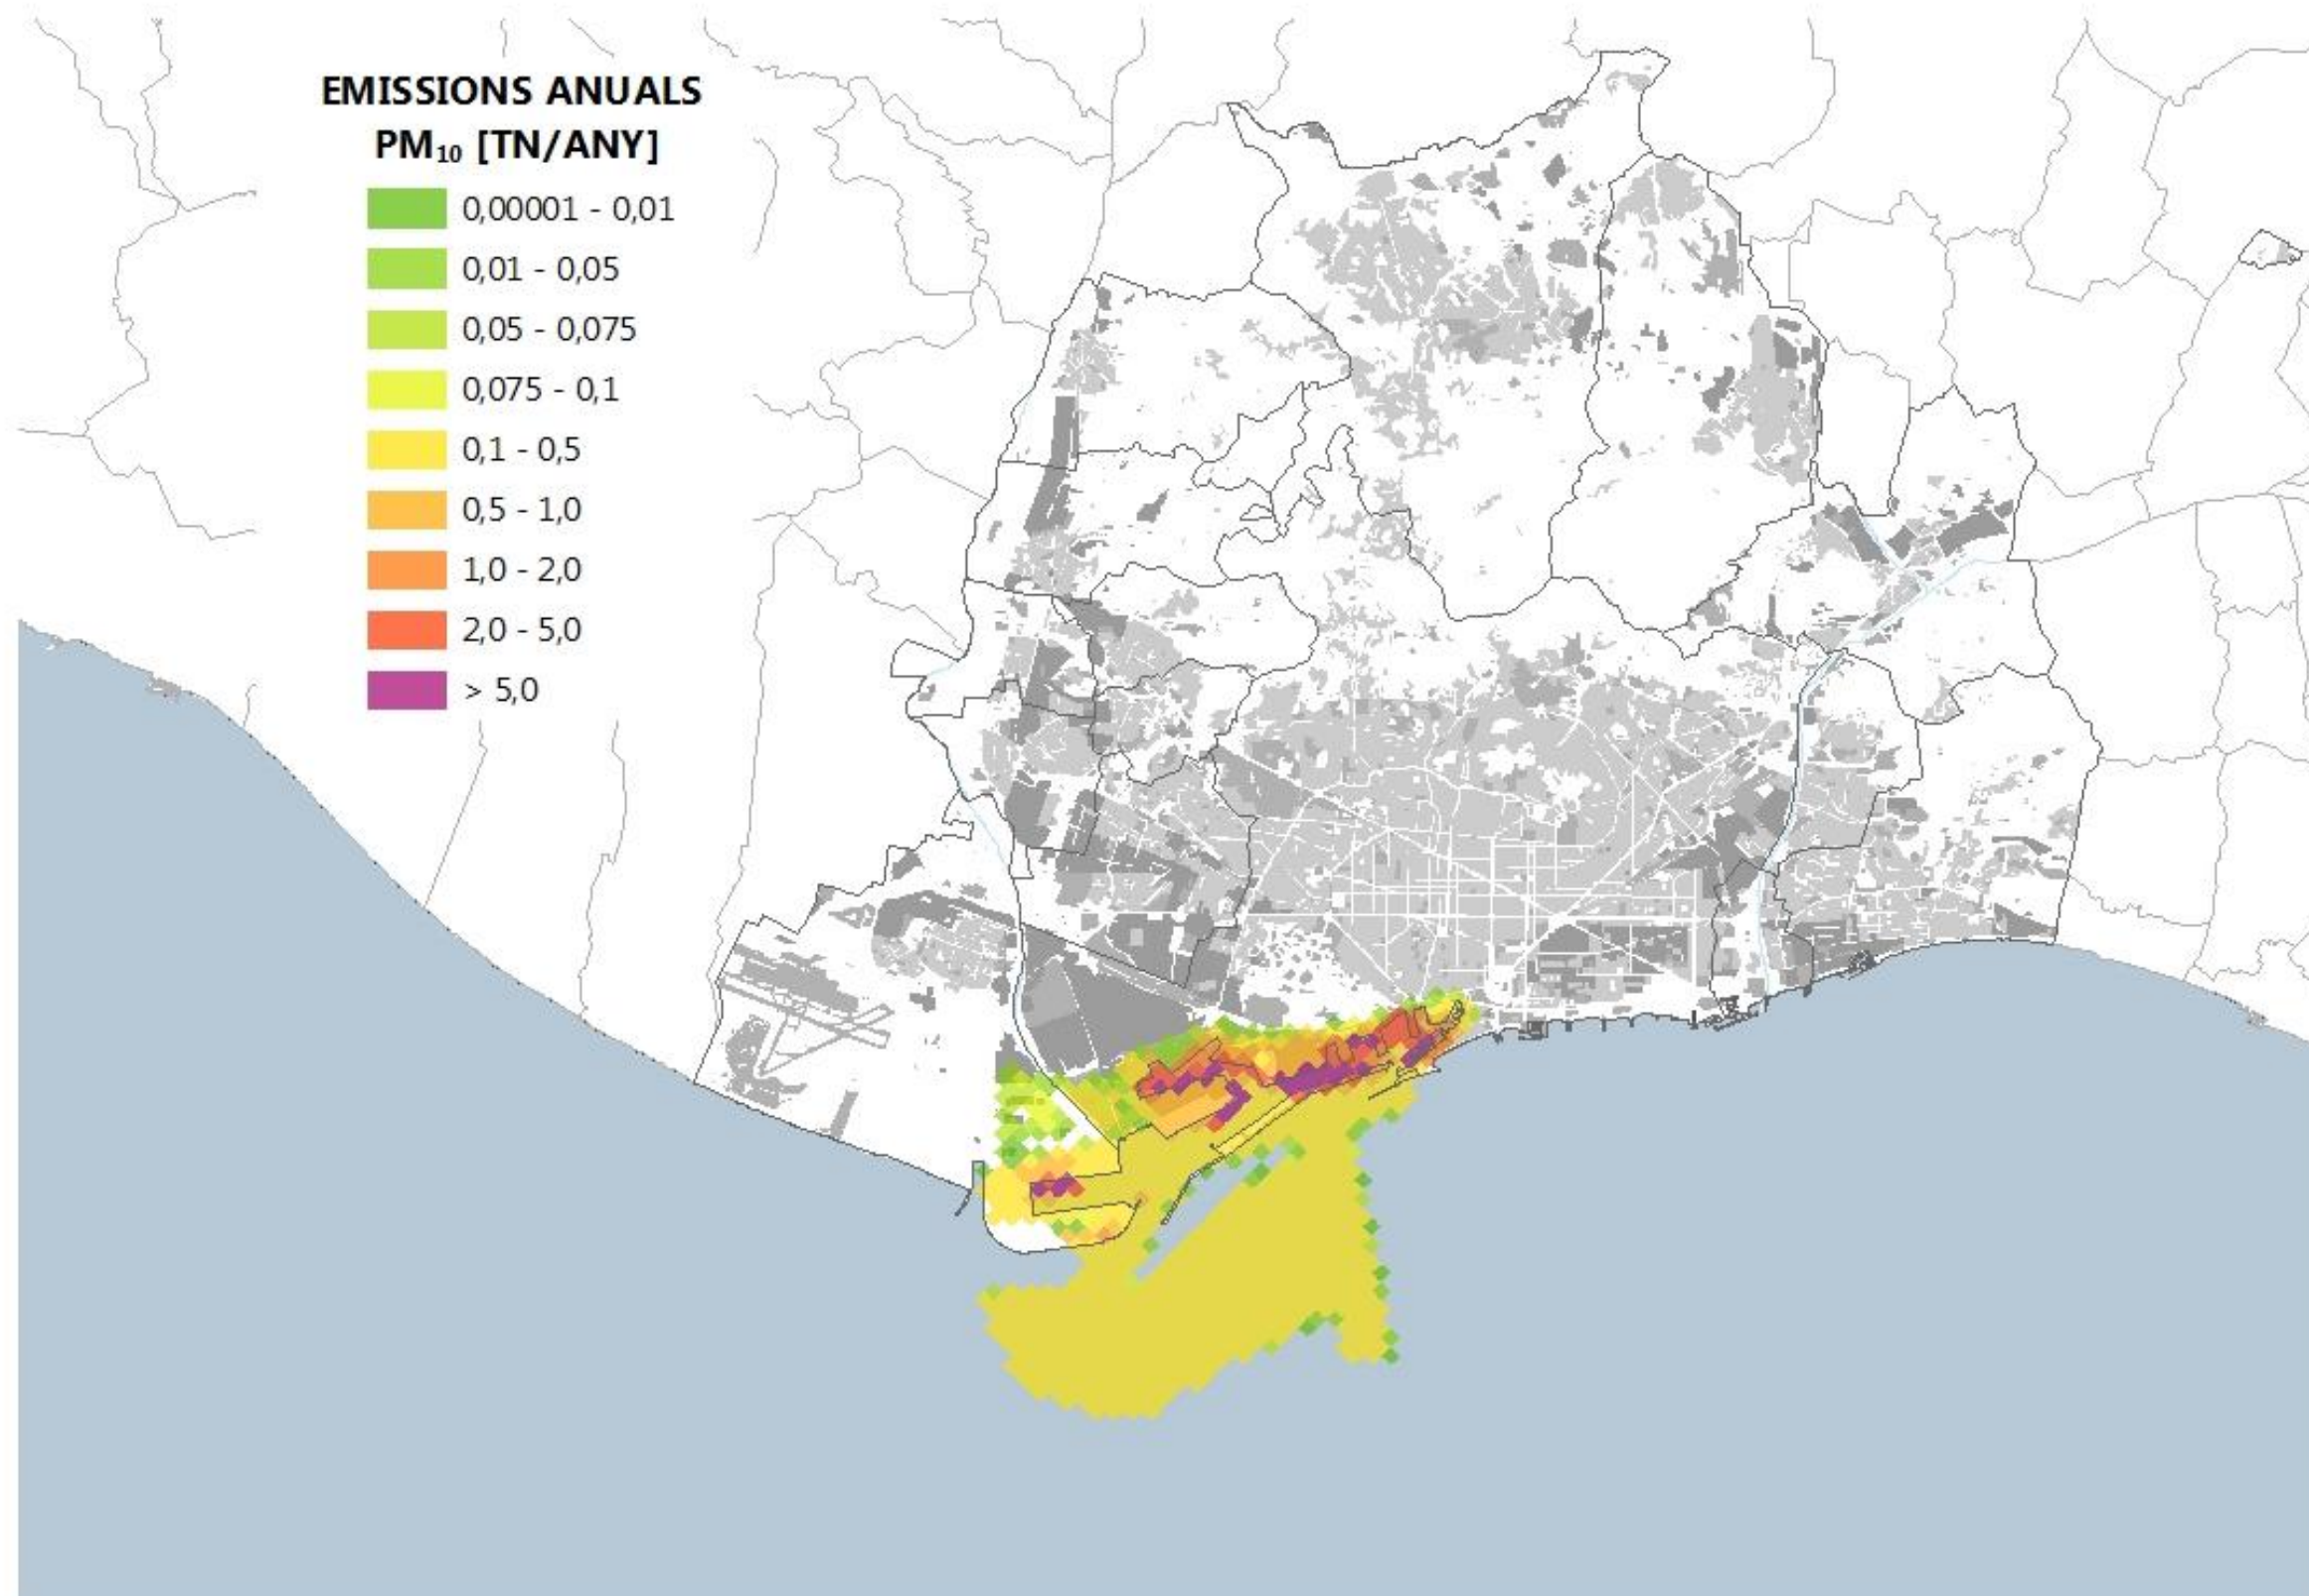 EMISSIONS ANUALS
PM₁₀ [TN/ANY]
0,00001 - 0,01
0,01 - 0,05
0,05 - 0,075
0,075 - 0,1
0,1 - 0,5
0,5 - 1,0
1,0 - 2,0
2,0 - 5,0
> 5,0